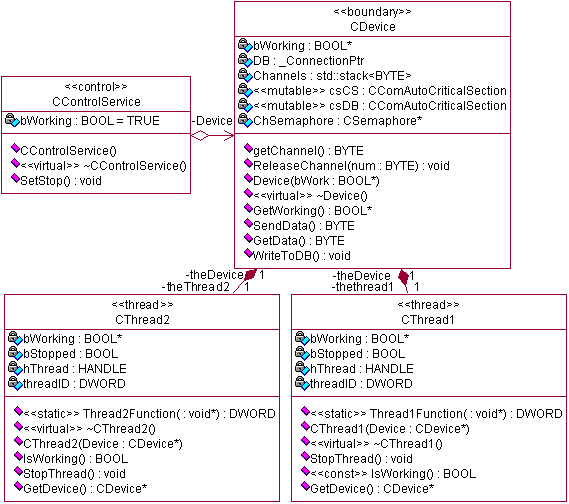 <<boundary>>
CDevice
bWorking : BOOL*
DB : _ConnectionPtr
Channels : std::stack<BYTE>
<<mutable>> csCS : CComAutoCriticalSection
<<mutable>> csDB : CComAutoCriticalSection
ChSemaphore : CSemaphore*
getChannel() : BYTE
ReleaseChannel(num : BYTE) : void
Device(bWork : BOOL*)
<<virtual>> ~Device()
GetWorking() : BOOL*
SendData() : BYTE
GetData() : BYTE
WriteToDB() : void
<<control>>
CControlService
bWorking : BOOL = TRUE
CControlService()
<<virtual>> ~CControlService()
SetStop() : void
-Device
-theDevice 1
-theThread2 1
-theDevice 1
-thethread1 1
<<thread>>
CThread2
bWorking : BOOL*
bStopped : BOOL
hThread : HANDLE
threadID : DWORD
<<static>> Thread2Function( : void*) : DWORD
<<virtual>> ~CThread2()
CThread2(Device : CDevice*)
IsWorking() : BOOL
StopThread() : void
GetDevice() : CDevice*
<<thread>>
CThread1
bWorking : BOOL*
bStopped : BOOL
hThread : HANDLE
threadID : DWORD
<<static>> Thread1Function( : void*) : DWORD
CThread1(Device : CDevice*)
<<virtual>> ~CThread1()
StopThread() : void
<<const>> IsWorking() : BOOL
GetDevice() : CDevice*